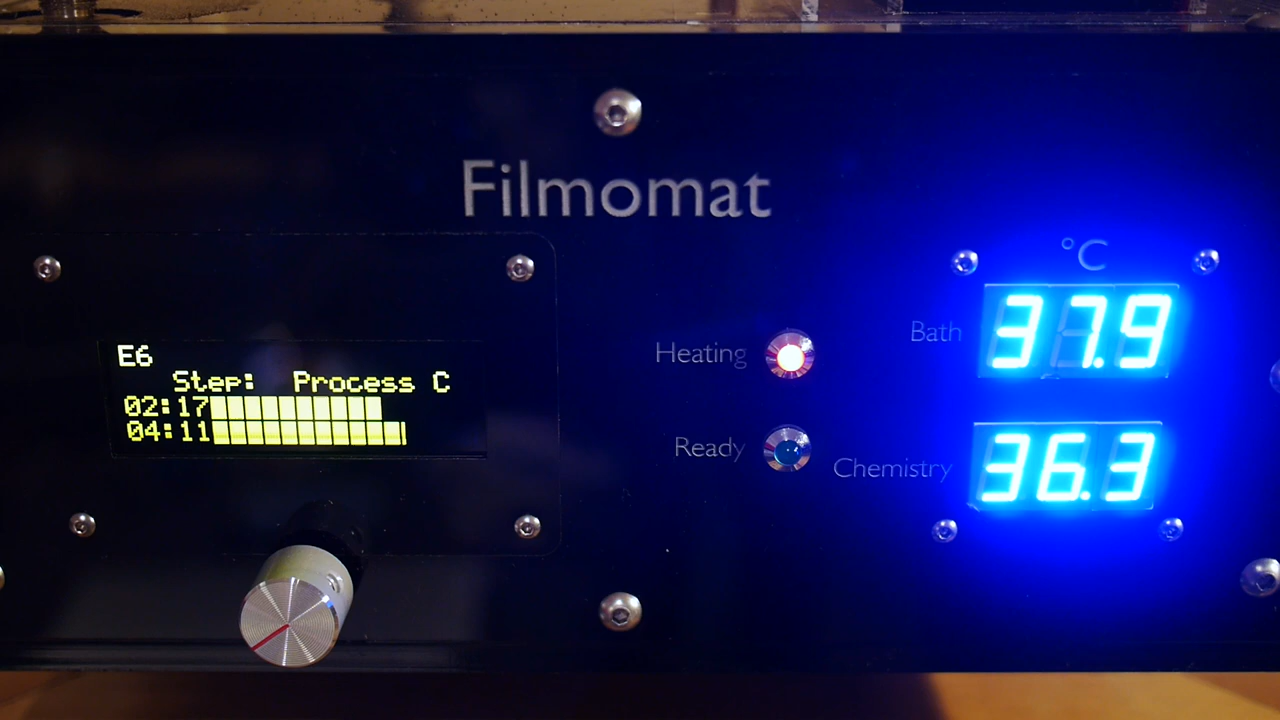 Filmomat
°C
Bath 37.9
Heating
E6
Step: Process C
02:17
04:11
Ready
Chemistry 36.3